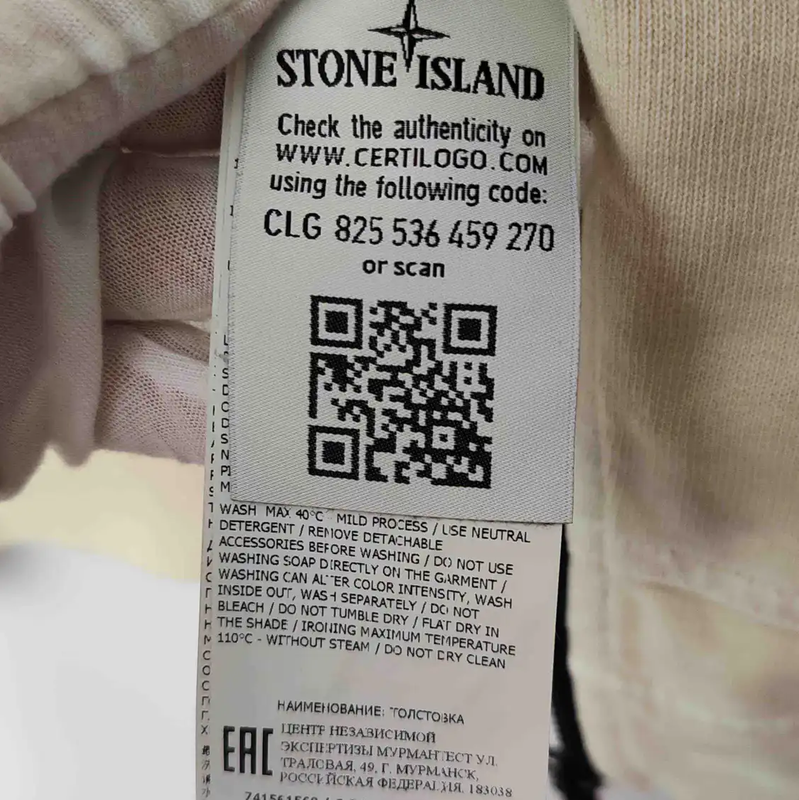 STONE ISLAND
Check the authenticity on
WWW.CERTILOGO.COM
using the following code:
CLG 825 536 459 270
or scan
WASH MAX 40°C MILD PROCESS / USE NEUTRAL
DETERGENT / REMOVE DETACHABLE
ACCESSORIES BEFORE WASHING / DO NOT USE
WASHING SOAP DIRECTLY ON THE GARMENT /
WASHING CAN ALTER COLOR INTENSITY, WASH
INSIDE OUT, WASH SEPARATELY / DO NOT
BLEACH / DO NOT TUMBLE DRY / FLAT DRY IN
THE SHADE / IRONING MAXIMUM TEMPERATURE
110°C - WITHOUT STEAM / DO NOT DRY CLEAN
НАИМЕНОВАНИЕ: ТОЛСТОВКА
EAC
ЦЕНТР НЕЗАВИСИМОЙ
ЭКСПЕРТИЗЫ МУРМАНТЕСТ УЛ.
ТРАЛОВАЯ, 49, Г. МУРМАНСК,
РОССИЙСКАЯ ФЕДЕРАЦИЯ, 183038